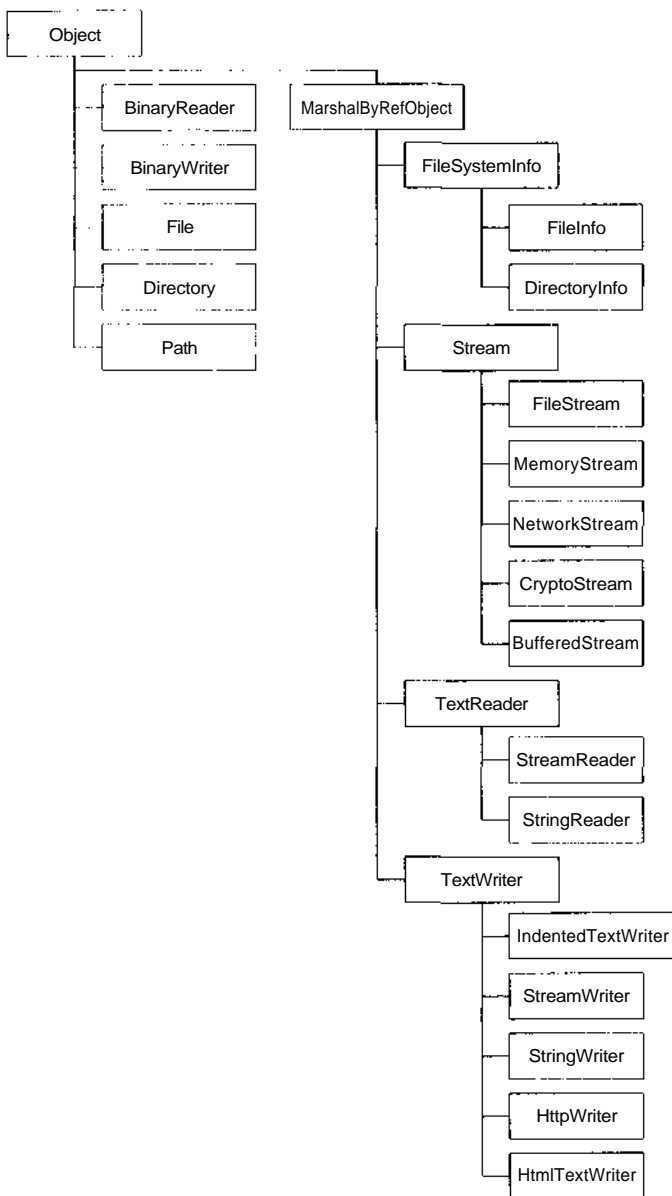 Object
BinaryReader
MarshalByRefObject
BinaryWriter
FileSystemInfo
File
FileInfo
Directory
DirectoryInfo
Path
Stream
FileStream
MemoryStream
NetworkStream
CryptoStream
BufferedStream
TextReader
StreamReader
StringReader
TextWriter
IndentedTextWriter
StreamWriter
StringWriter
HttpWriter
HtmlTextWriter